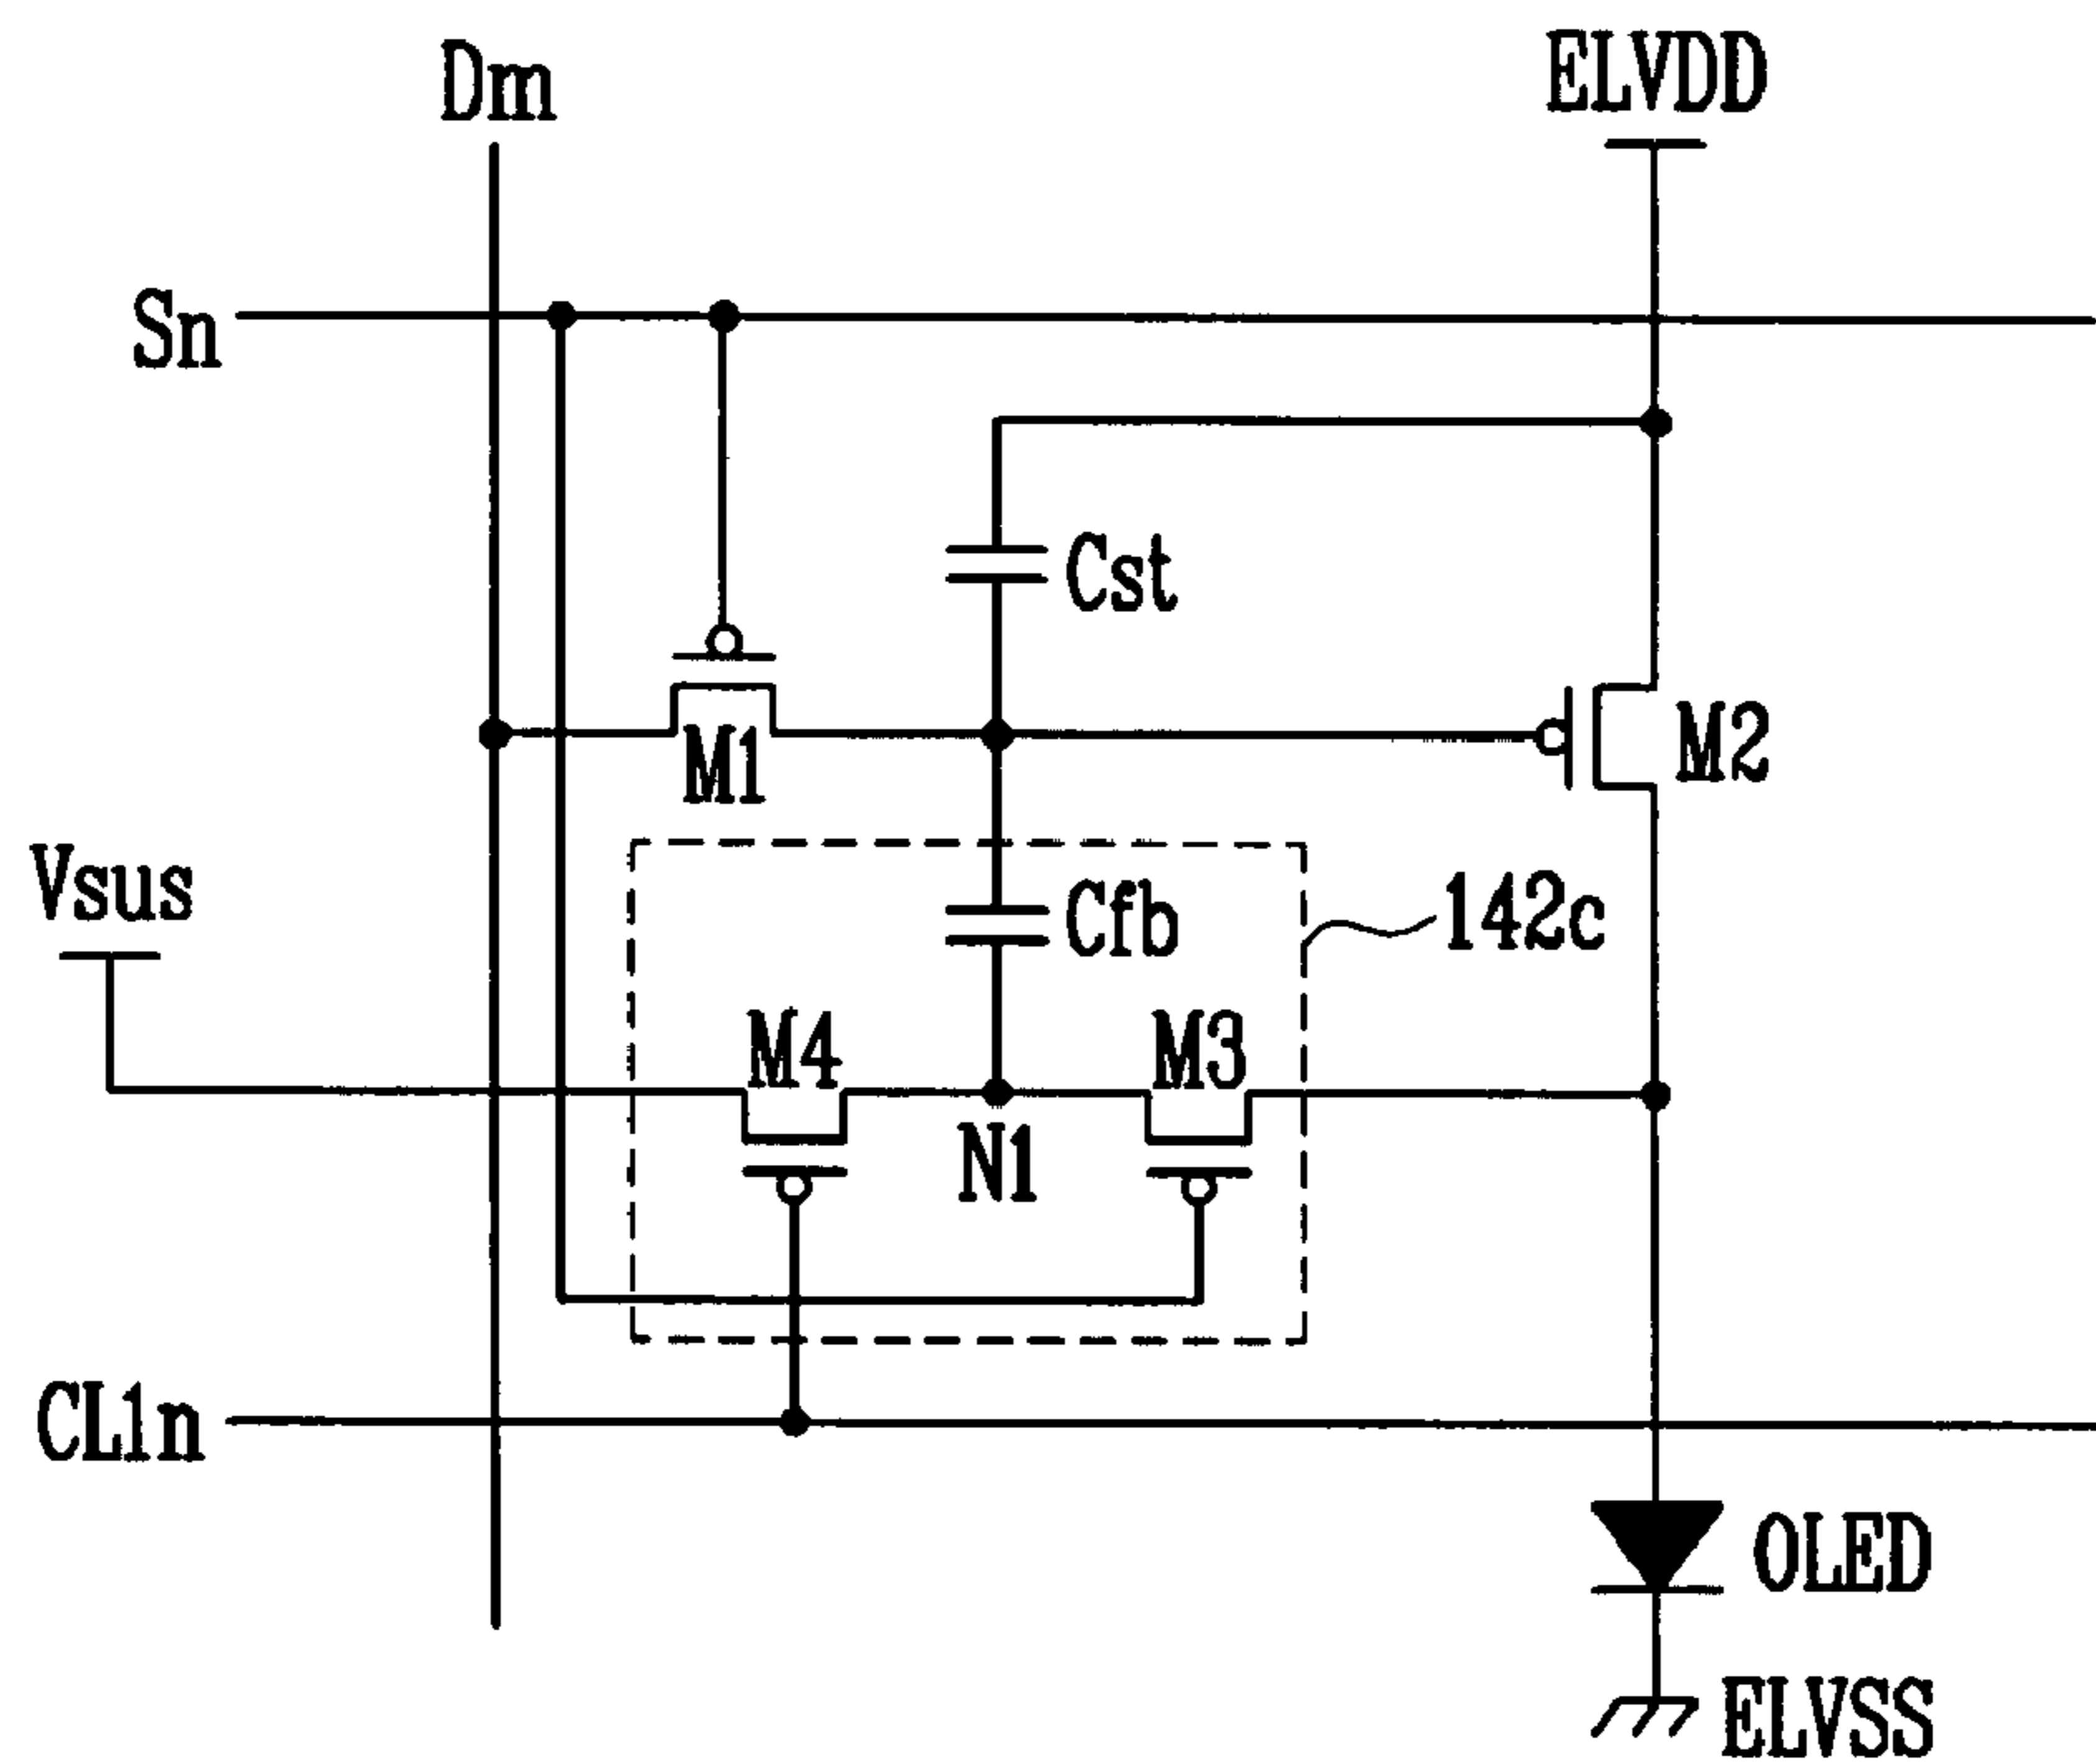 Dm
ELVDD
Sn
Cst
M1
M2
Vsus
Cfb
142c
M4
M3
N1
CL1n
OLED
ELVSS